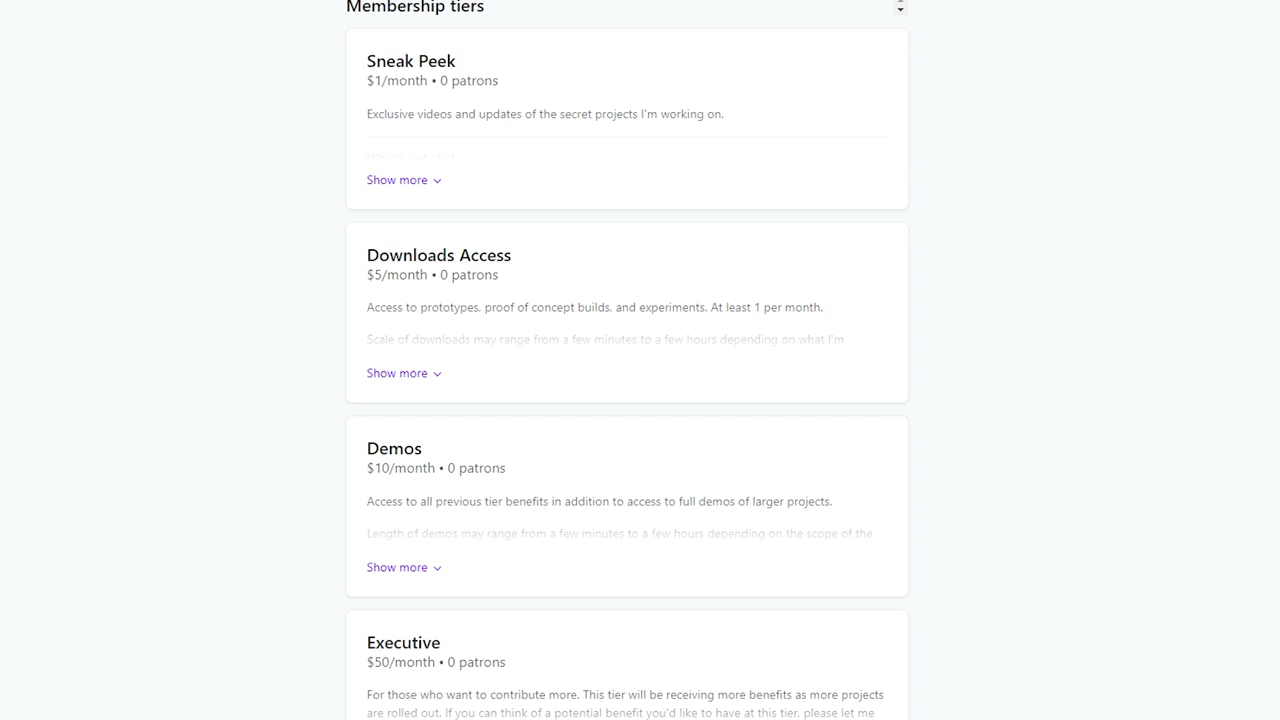 Membership tiers
Sneak Peek
$1/month • 0 patrons
Exclusive videos and updates of the secret projects I'm working on.
What's included
Show more
Downloads Access
$5/month • 0 patrons
Access to prototypes, proof of concept builds, and experiments. At least 1 per month.
Scale of downloads may range from a few minutes to a few hours depending on what I'm
Show more
Demos
$10/month • 0 patrons
Access to all previous tier benefits in addition to access to full demos of larger projects.
Length of demos may range from a few minutes to a few hours depending on the scope of the
Show more
Executive
$50/month • 0 patrons
For those who want to contribute more. This tier will be receiving more benefits as more projects
are rolled out. If you can think of a potential benefit you'd like to have at this tier, please let me